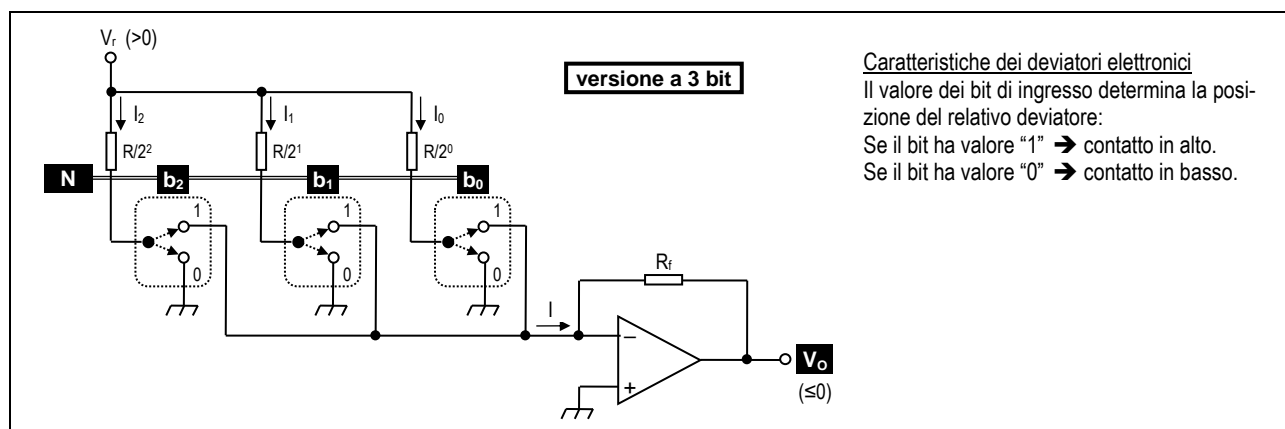 Vr (>0)
versione a 3 bit
Caratteristiche dei deviatori elettronici
Il valore dei bit di ingresso determina la posi-
zione del relativo deviatore:
Se il bit ha valore “1” ➔ contatto in alto.
Se il bit ha valore “0” ➔ contatto in basso.
I2 I1 I0
R/2² R/2¹ R/2⁰
N b2 b1 b0
1 1 1
0 0 0
Rf
I
–
+
Vo
(≤0)